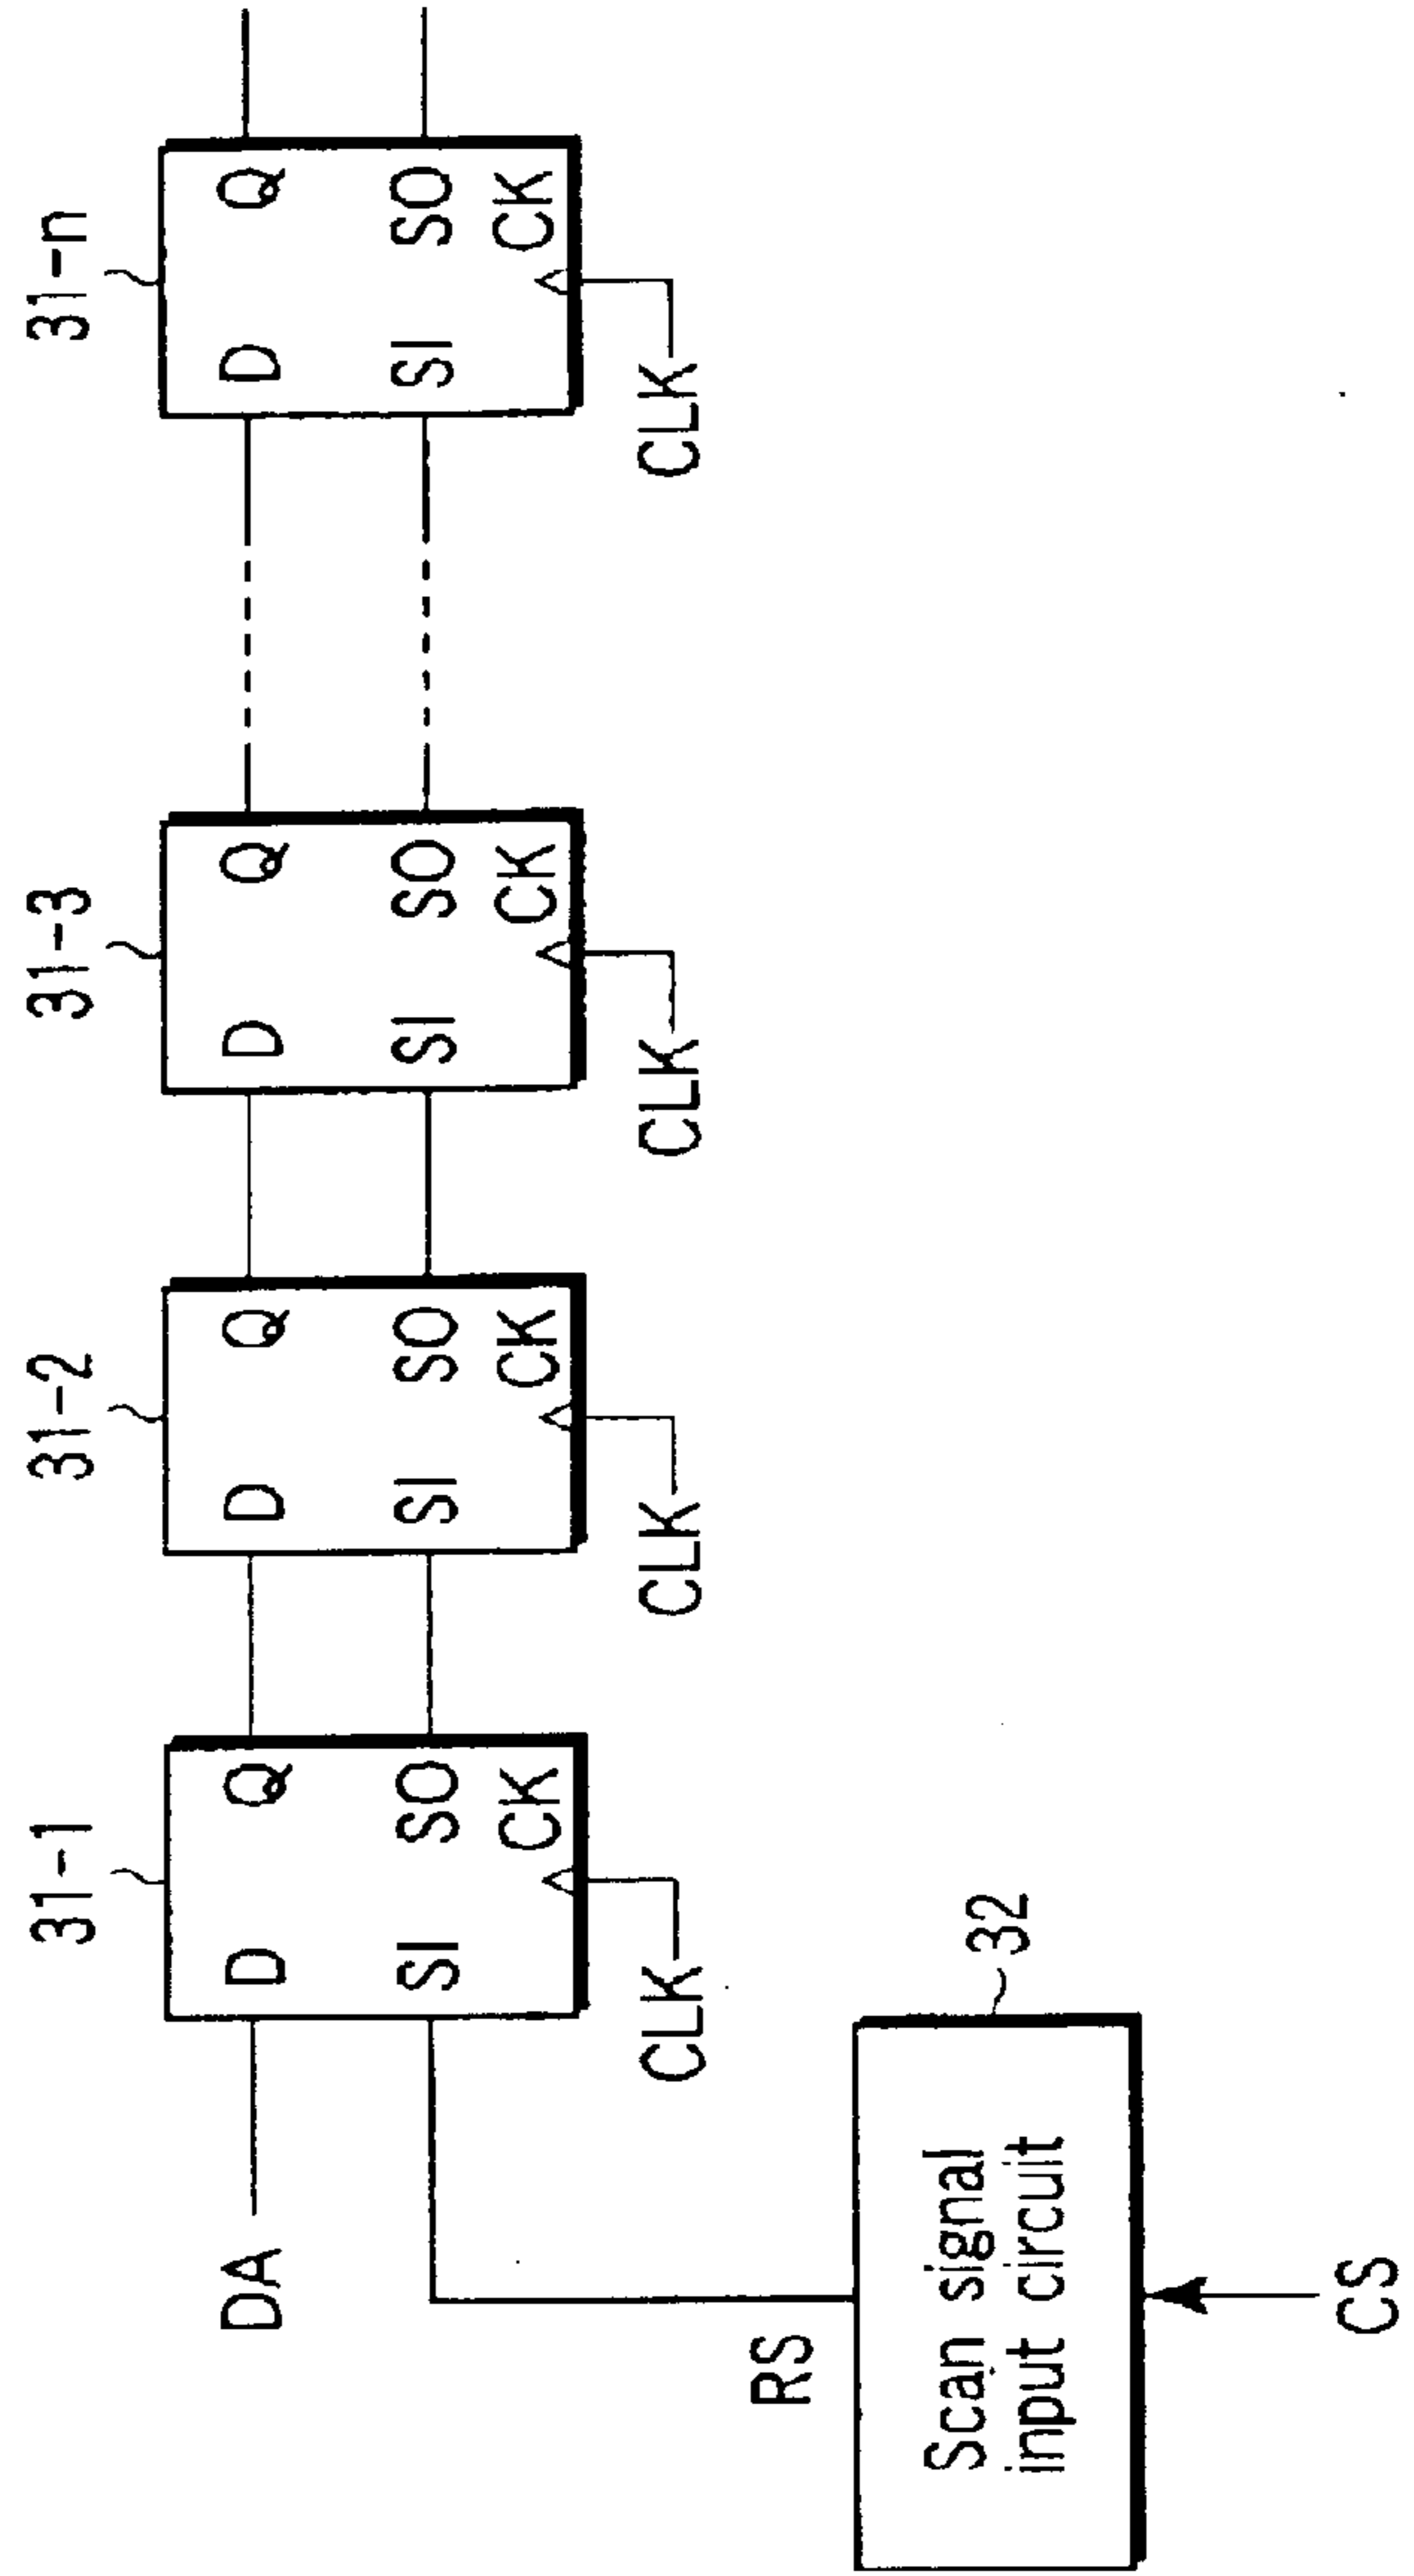 31-1
31-2
31-3
31-n
DA
D
Q
D
Q
D
Q
D
Q
SI
SO
SI
SO
SI
SO
SI
SO
CK
CK
CK
CK
CLK
CLK
CLK
CLK
RS
32
Scan signal
input circuit
CS